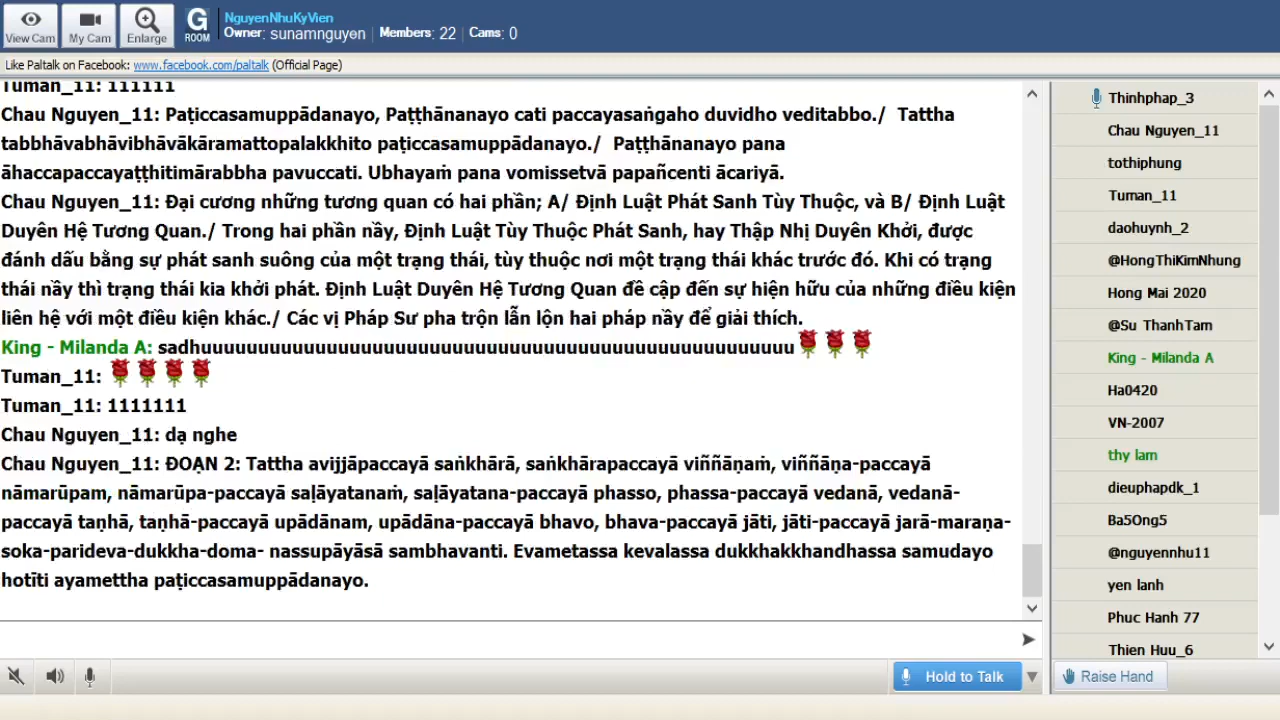 View Cam
My Cam
Enlarge
G
ROOM
NguyenNhuKyVien
Owner: sunamnguyen | Members: 22 | Cams: 0
Like Paltalk on Facebook: www.facebook.com/paltalk (Official Page)
Tuman_11: 111111
Chau Nguyen_11: Paṭiccasamuppādanayo, Paṭṭhānanayo cati paccayasaṅgaho duvidho veditabbo./ Tattha
tabbhāvabhāvibhāvākāramattopalakkhito paṭiccasamuppādanayo./ Paṭṭhānanayo pana
āhaccapaccayaṭṭhitimārabbha pavuccati. Ubhayaṁ pana vomissetvā papañcenti ācariyā.
Chau Nguyen_11: Đại cương những tương quan có hai phần; A/ Định Luật Phát Sanh Tùy Thuộc, và B/ Định Luật
Duyên Hệ Tương Quan./ Trong hai phần nầy, Định Luật Tùy Thuộc Phát Sanh, hay Thập Nhị Duyên Khởi, được
đánh dấu bằng sự phát sanh suông của một trạng thái, tùy thuộc nơi một trạng thái khác trước đó. Khi có trạng
thái nầy thì trạng thái kia khởi phát. Định Luật Duyên Hệ Tương Quan đề cập đến sự hiện hữu của những điều kiện
liên hệ với một điều kiện khác./ Các vị Pháp Sư pha trộn lẫn lộn hai pháp nầy để giải thích.
King - Milanda A: sadhuuuuuuuuuuuuuuuuuuuuuuuuuuuuuuuuuuuuuuuuuuuuuuuuuuuuu
Tuman_11:
Tuman_11: 1111111
Chau Nguyen_11: dạ nghe
Chau Nguyen_11: ĐOẠN 2: Tattha avijjāpaccayā saṅkhārā, saṅkhārapaccayā viññāṇaṁ, viññāṇa-paccayā
nāmarūpam, nāmarūpa-paccayā saḷāyatanaṁ, saḷāyatana-paccayā phasso, phassa-paccayā vedanā, vedanā-
paccayā taṇhā, taṇhā-paccayā upādānam, upādāna-paccayā bhavo, bhava-paccayā jāti, jāti-paccayā jarā-maraṇa-
soka-parideva-dukkha-doma- nassupāyāsā sambhavanti. Evametassa kevalassa dukkhakkhandhassa samudayo
hotīti ayamettha paṭiccasamuppādanayo.
Hold to Talk
Thinhphap_3
Chau Nguyen_11
tothiphung
Tuman_11
daohuynh_2
@HongThiKimNhung
Hong Mai 2020
@Su ThanhTam
King - Milanda A
Ha0420
VN-2007
thy lam
dieuphapdk_1
Ba5Ong5
@nguyennhu11
yen lanh
Phuc Hanh 77
Thien Huu_6
Raise Hand